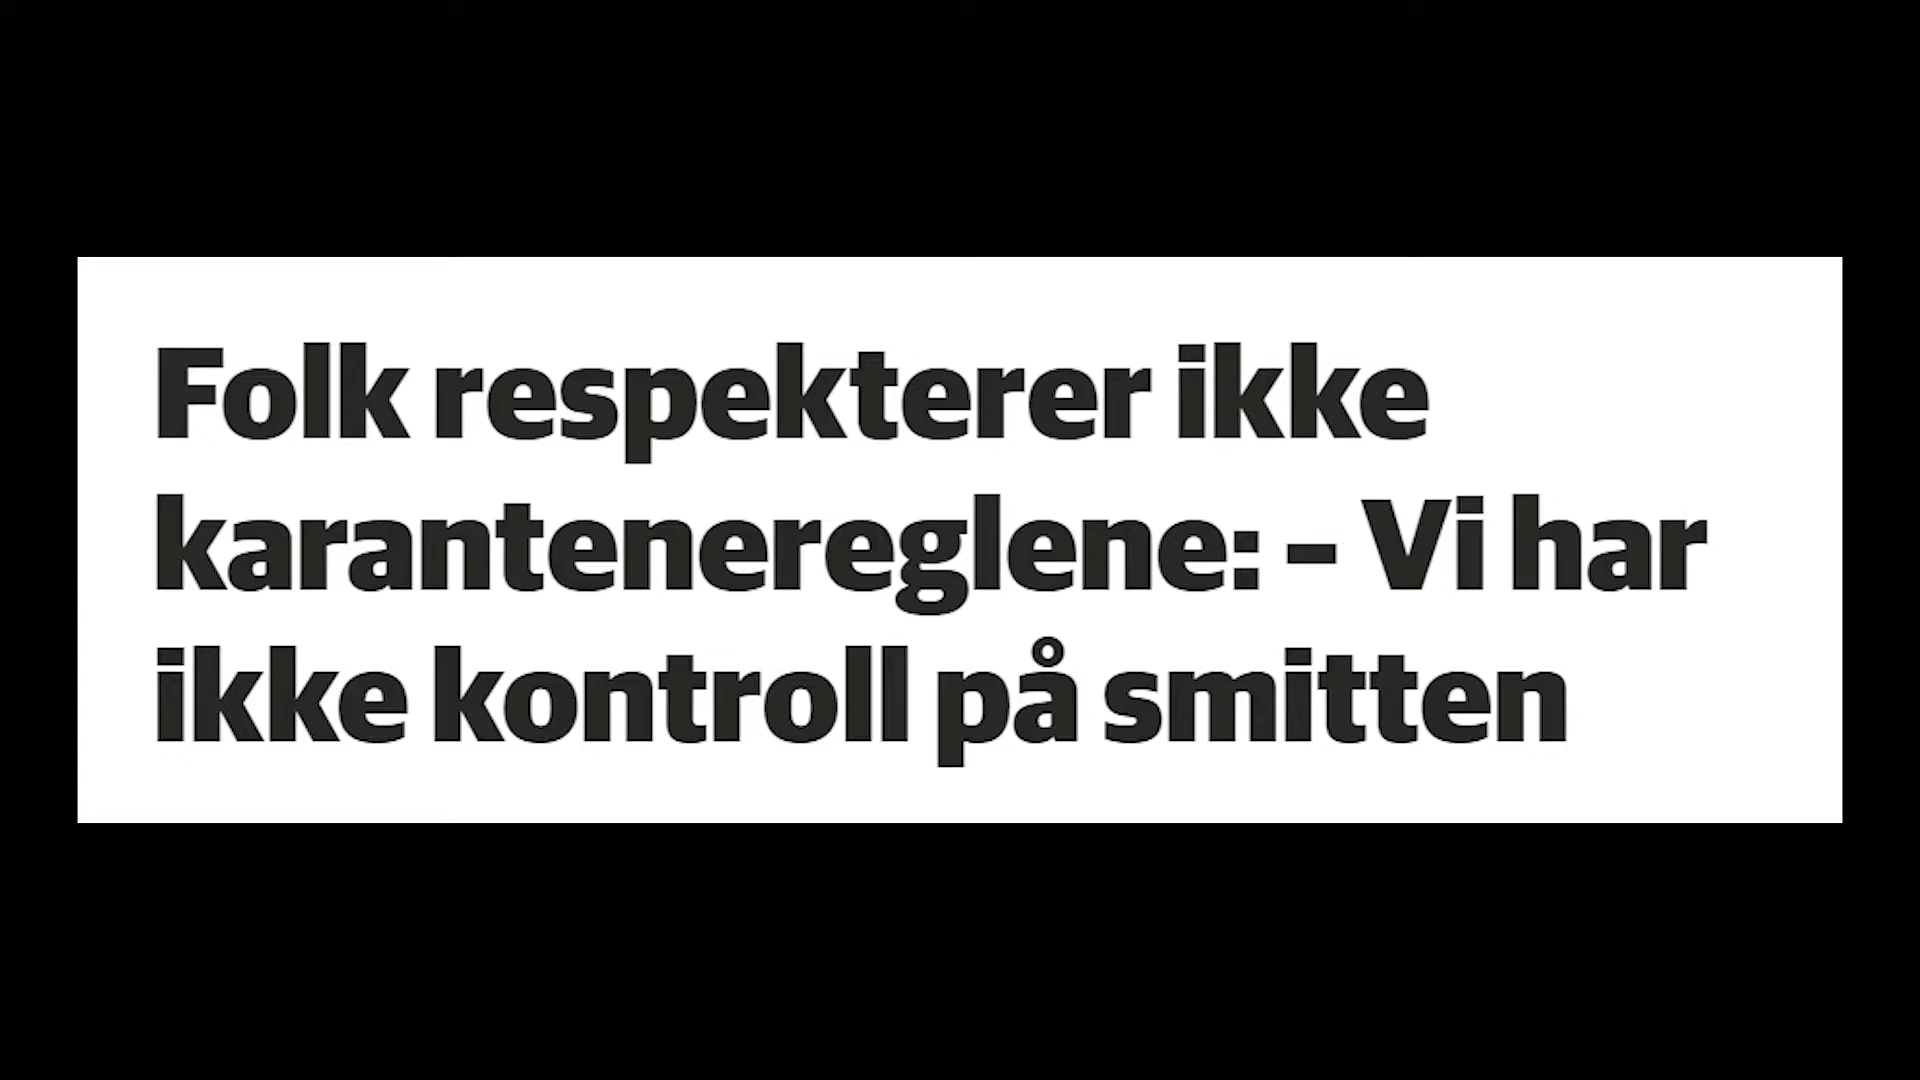 Folk respekterer ikke
karantenereglene: – Vi har
ikke kontroll på smitten